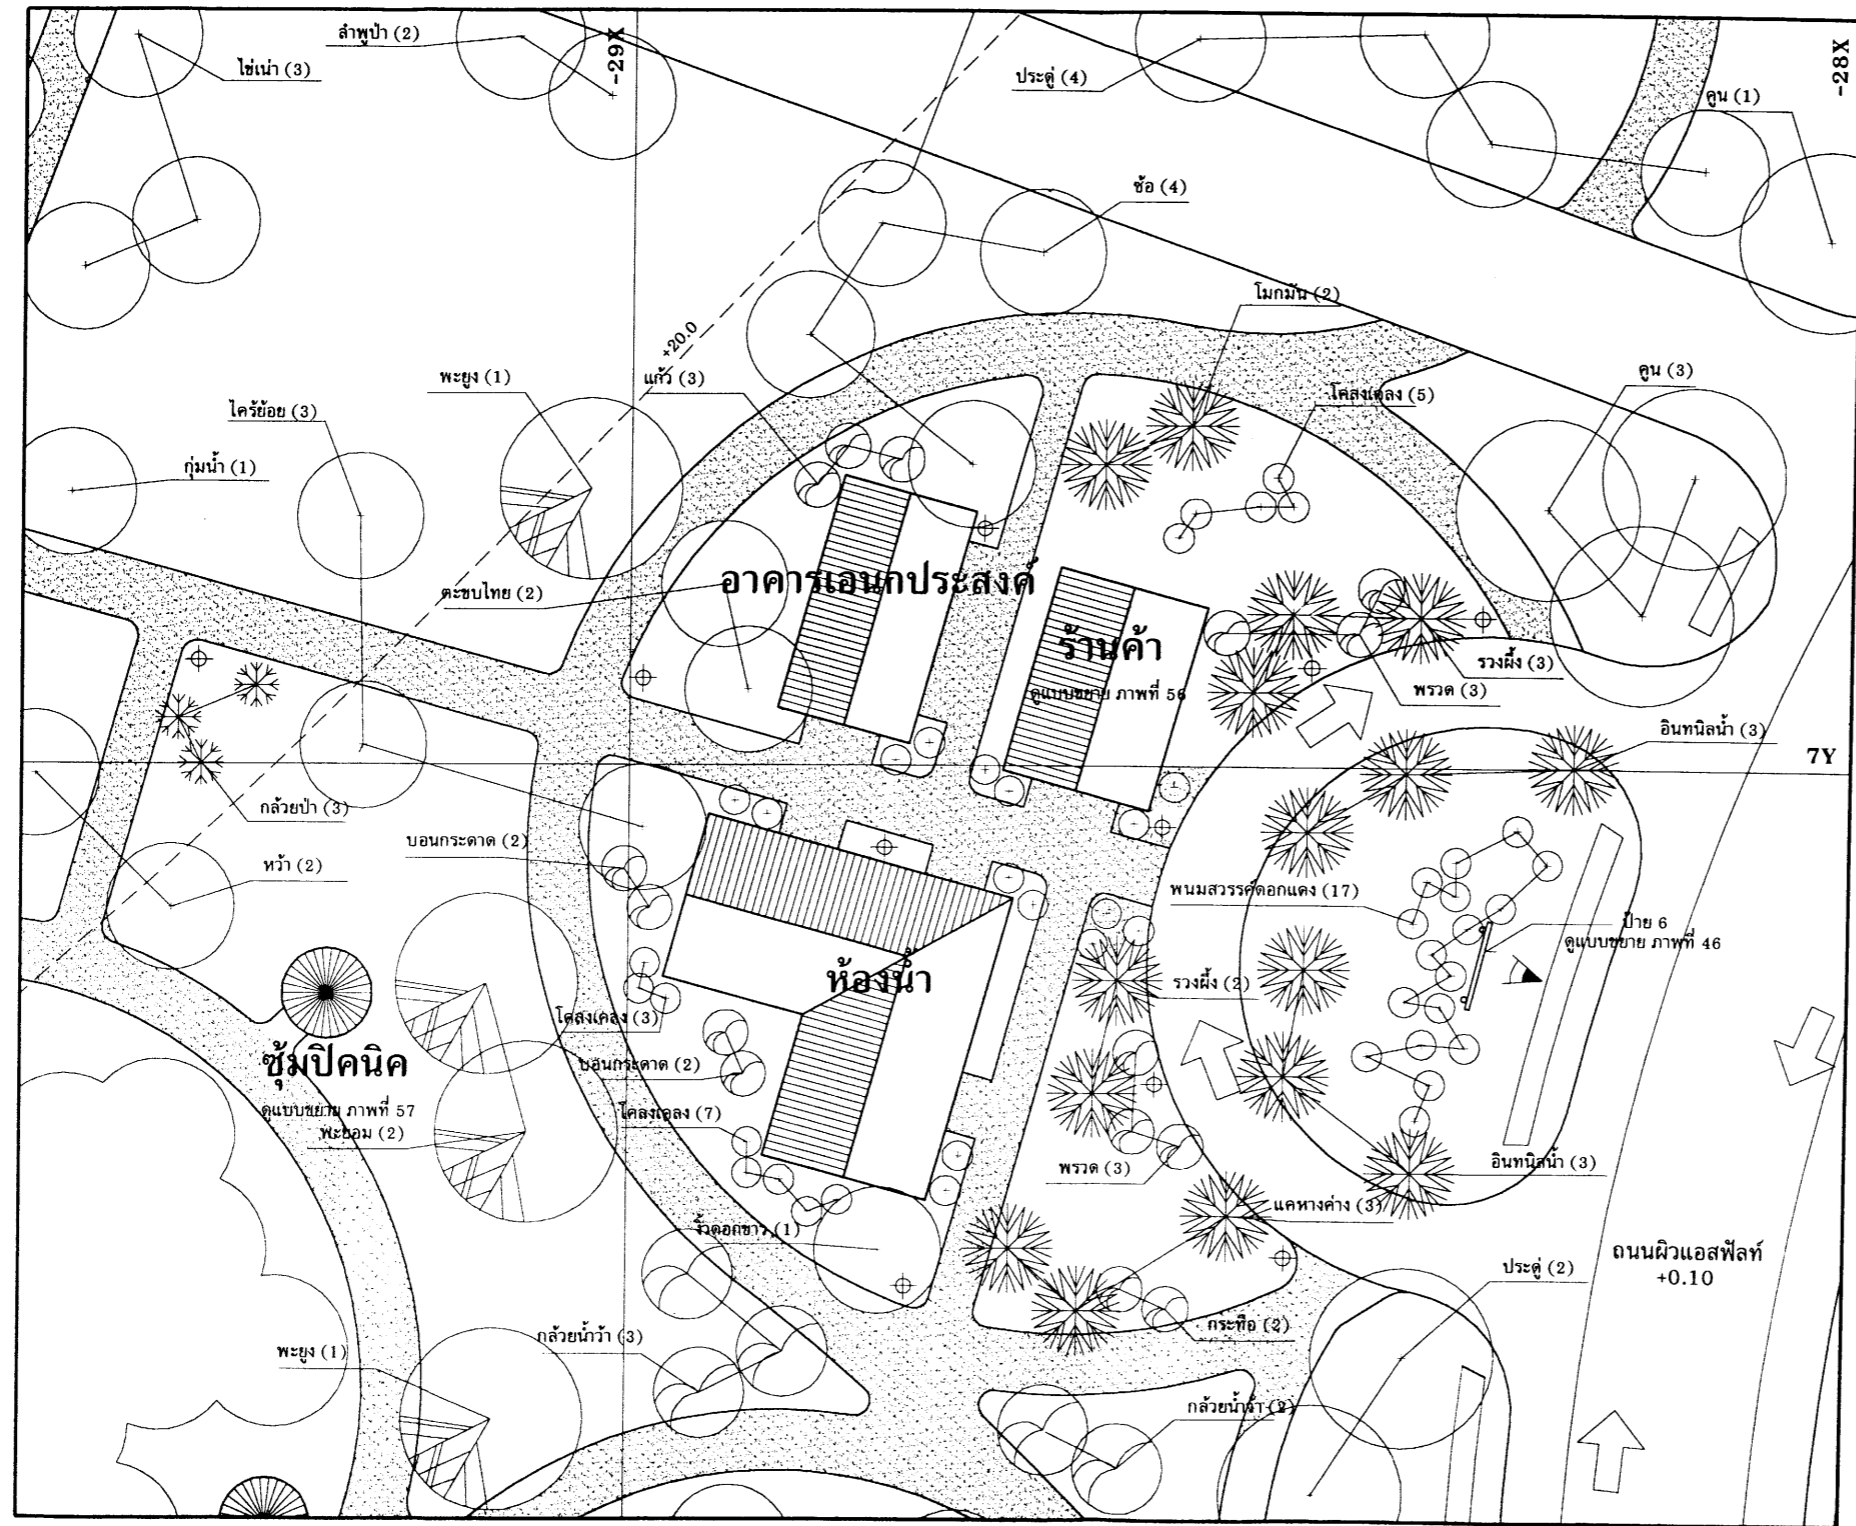 ลำพูป่า (2)
-29X
ไข่เน่า (3)
ประดู่ (4)
-28X
คูน (1)
ซ้อ (4)
โมกมัน (2)
+20.0
พะยูง (1)
แก้ว (3)
คูน (3)
ไคร้ย้อย (3)
โคลงเคลง (5)
กุ่มน้ำ (1)
อาคารเอนกประสงค์
ตะขบไทย (2)
ร้านค้า
ดูแบบขยาย ภาพที่ 56
รวงผึ้ง (3)
พรวด (3)
อินทนิลน้ำ (3)
7Y
กล้วยป่า (3)
บอนกระดาด (2)
หว้า (2)
พนมสวรรค์ดอกแดง (17)
ป้าย 6
ดูแบบขยาย ภาพที่ 46
ห้องน้ำ
รวงผึ้ง (2)
โคลงเคลง (3)
ซุ้มปิคนิค
บอนกระดาด (2)
ดูแบบขยาย ภาพที่ 57
โคลงเคลง (7)
พะยอม (2)
พรวด (3)
อินทนิลน้ำ (3)
แคหางค่าง (3)
งิ้วดอกขาว (1)
ถนนผิวแอสฟัลท์
+0.10
ประดู่ (2)
กระทือ (2)
กล้วยน้ำว้า (3)
พะยูง (1)
กล้วยน้ำว้า (2)